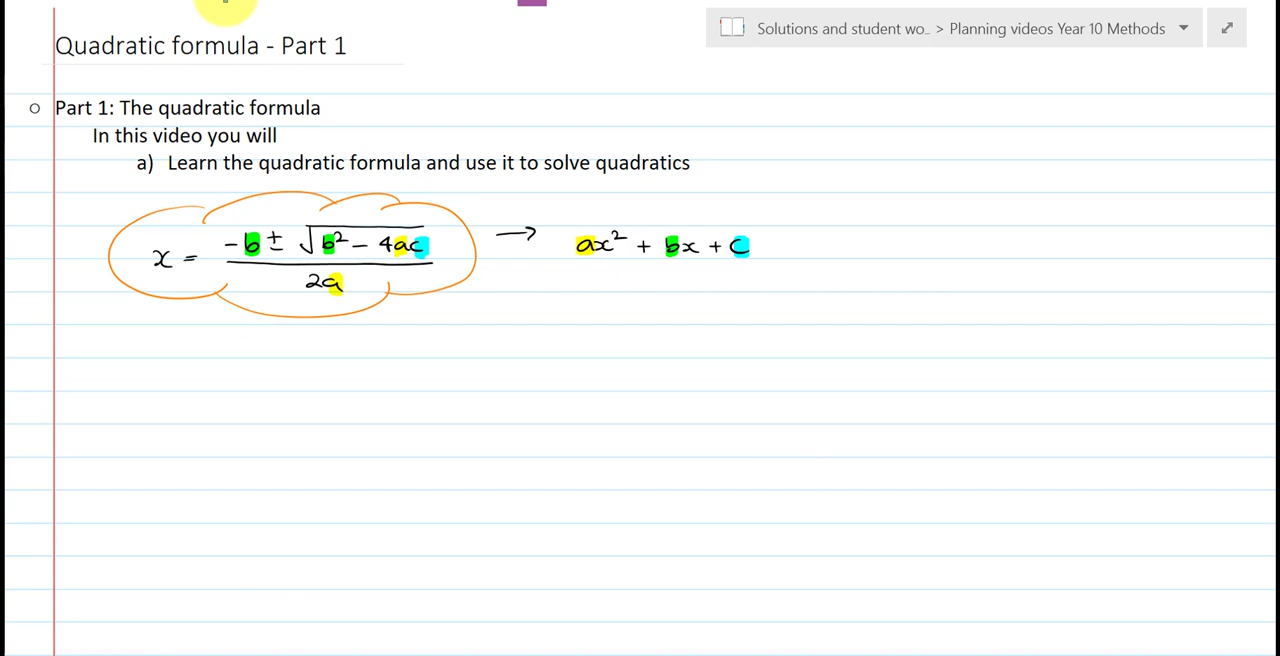 Solutions and student wo... > Planning videos Year 10 Methods
Quadratic formula - Part 1
Part 1: The quadratic formula
In this video you will
a) Learn the quadratic formula and use it to solve quadratics
x = (-b ± √(b² - 4ac)) / 2a → ax² + bx + c